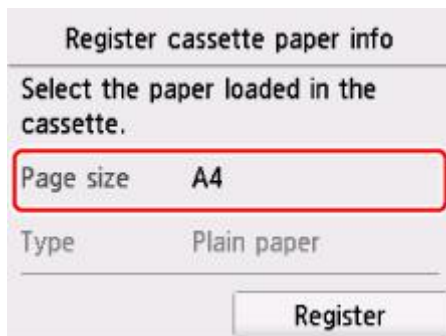 Register cassette paper info
Select the paper loaded in the
cassette.
Page size A4
Type Plain paper
Register